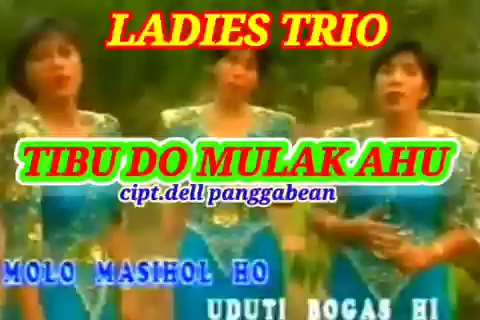 LADIES TRIO
TIBU DO MULAK AHU
cipt.dell panggabean
MOLO MASIHOL HO
UDUTI BOGAS HI